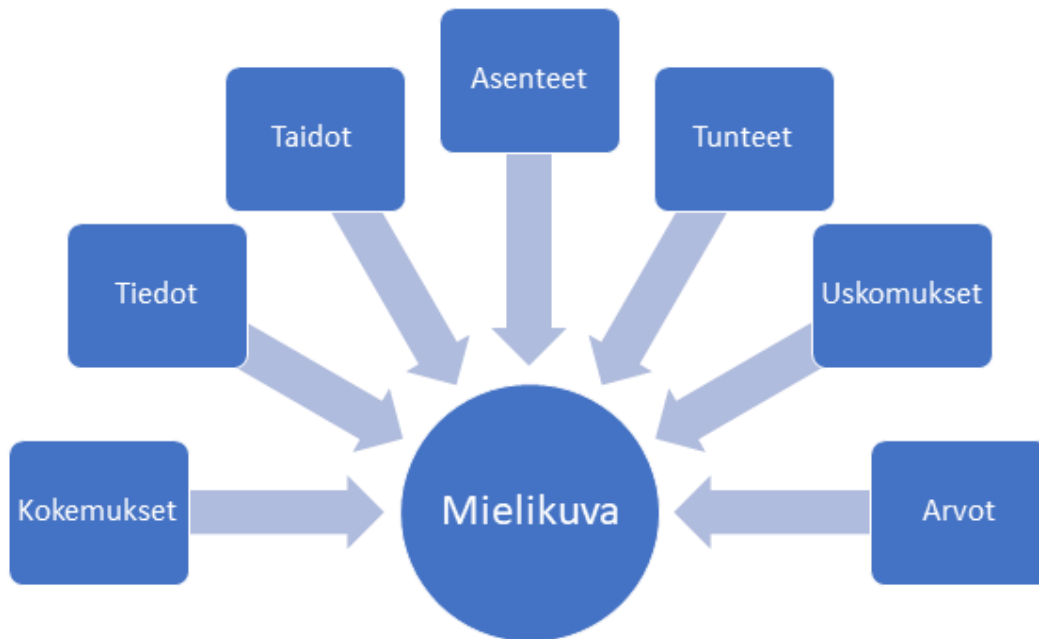 Asenteet
Taidot
Tunteet
Tiedot
Uskomukset
Kokemukset
Mielikuva
Arvot